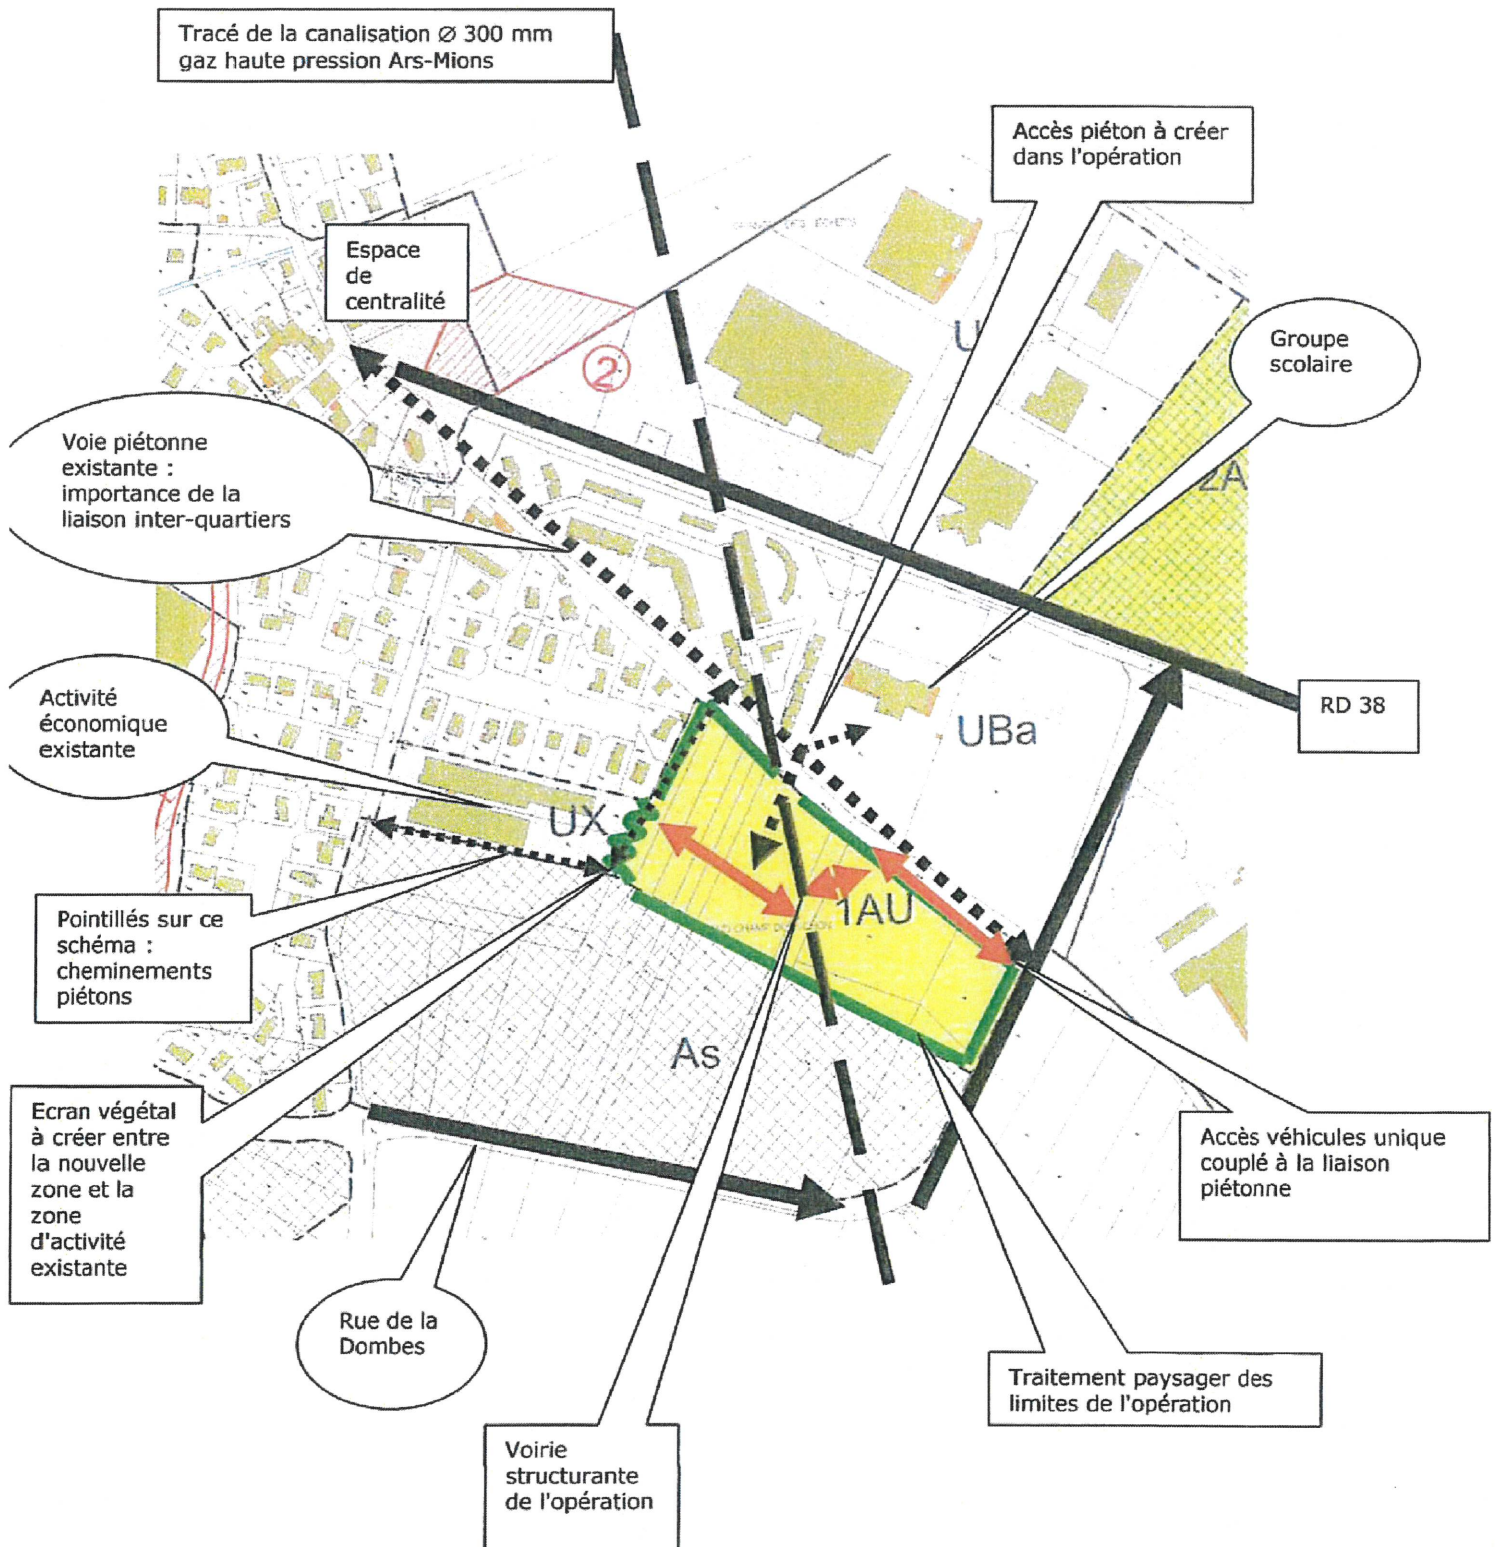 Tracé de la canalisation Ø 300 mm
gaz haute pression Ars-Mions
Accès piéton à créer
dans l'opération
Espace
de
centralité
2
U
Groupe
scolaire
2A
Voie piétonne
existante :
importance de la
liaison inter-quartiers
RD 38
Activité
économique
existante
UBa
UX
1AU
Pointillés sur ce
schéma :
cheminements
piétons
As
Ecran végétal
à créer entre
la nouvelle
zone et la
zone
d'activité
existante
Accès véhicules unique
couplé à la liaison
piétonne
Rue de la
Dombes
Traitement paysager des
limites de l'opération
Voirie
structurante
de l'opération